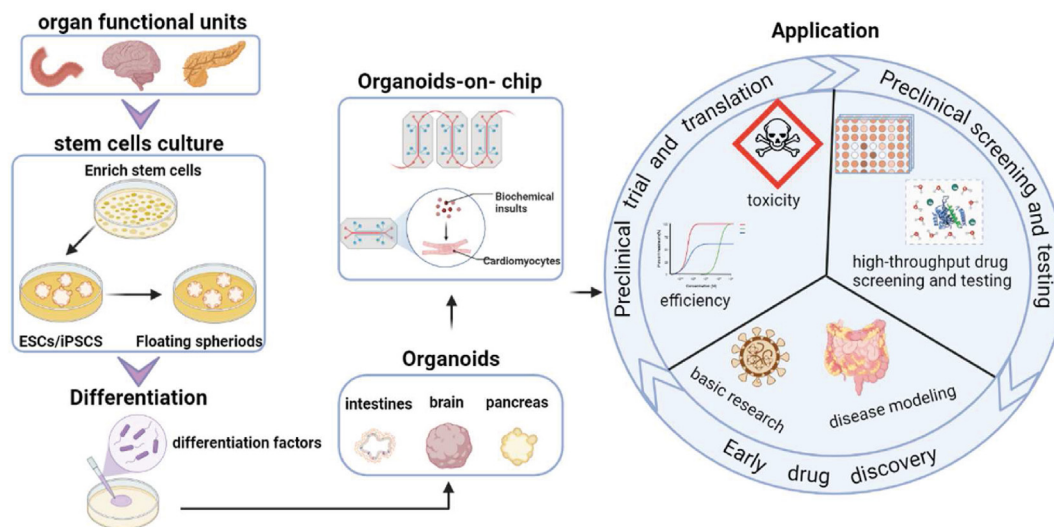 organ functional units
stem cells culture
Enrich stem cells
ESCs/iPSCS
Floating spheriods
Differentiation
differentiation factors
Organoids-on- chip
Biochemical
insults
Cardiomyocytes
Organoids
intestines
brain
pancreas
Application
Preclinical trial and translation
Preclinical screening and testing
Early drug discovery
toxicity
efficiency
high-throughput drug
screening and testing
basic research
disease modeling